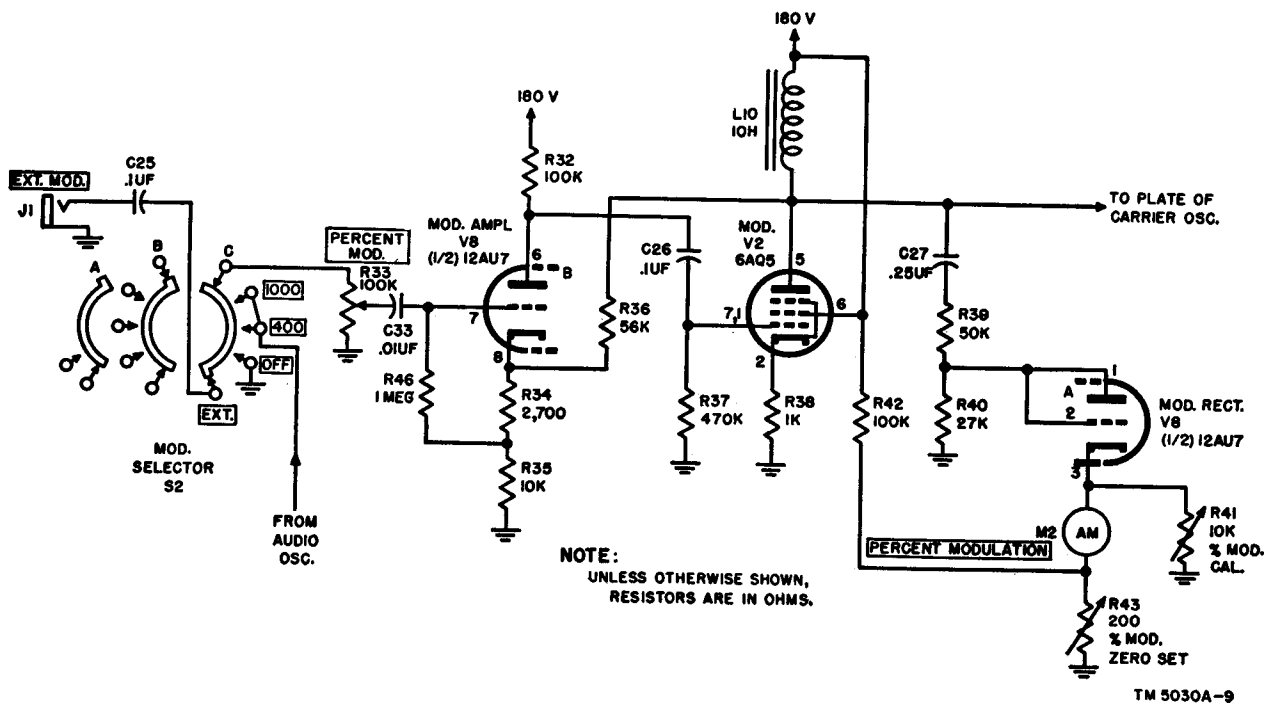 180 V
180 V
L10
10H
C25
.1UF
R32
100K
EXT. MOD.
J1
TO PLATE OF
CARRIER OSC.
MOD. AMPL
V8
(1/2) 12AU7
6
B
7
8
PERCENT
MOD.
R33
100K
C33
.01UF
C26
.1UF
MOD.
V2
6AQ5
5
6
7,1
2
C27
.25UF
A
B
C
1000
400
OFF
EXT.
R36
56K
R39
50K
R46
1 MEG
R34
2,700
R37
470K
R38
1K
R42
100K
R40
27K
A
1
2
3
MOD. RECT.
V8
(1/2) 12AU7
MOD.
SELECTOR
S2
R35
10K
FROM
AUDIO
OSC.
M2
AM
PERCENT MODULATION
R41
10K
% MOD.
CAL.
NOTE:
UNLESS OTHERWISE SHOWN,
RESISTORS ARE IN OHMS.
R43
200
% MOD.
ZERO SET
TM 5030A-9